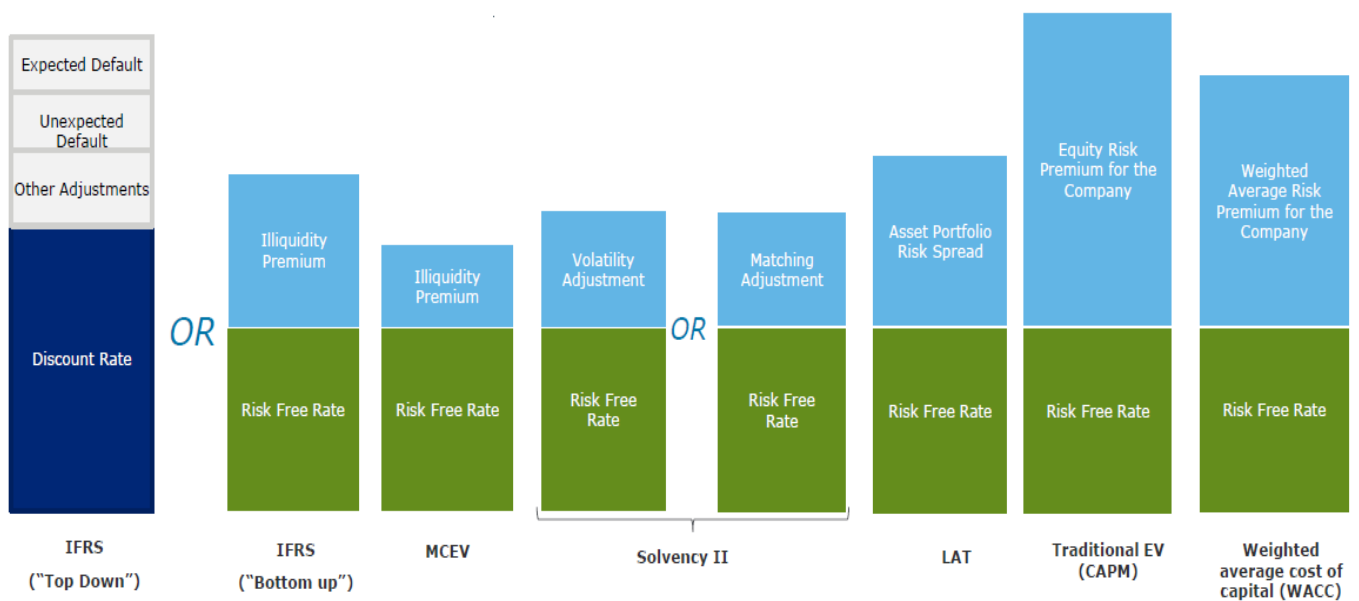 Expected Default
Unexpected
Default
Other Adjustments
Discount Rate
IFRS
("Top Down")
OR
Illiquidity
Premium
Risk Free Rate
IFRS
("Bottom up")
Illiquidity
Premium
Risk Free Rate
MCEV
Volatility
Adjustment
Risk Free
Rate
OR
Matching
Adjustment
Risk Free
Rate
Solvency II
Asset Portfolio
Risk Spread
Risk Free Rate
LAT
Equity Risk
Premium for the
Company
Risk Free Rate
Traditional EV
(CAPM)
Weighted
Average Risk
Premium for the
Company
Risk Free Rate
Weighted
average cost of
capital (WACC)